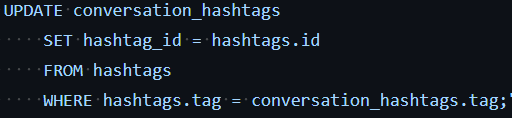 UPDATE conversation_hashtags
    SET hashtag_id = hashtags.id
    FROM hashtags
    WHERE hashtags.tag = conversation_hashtags.tag;"